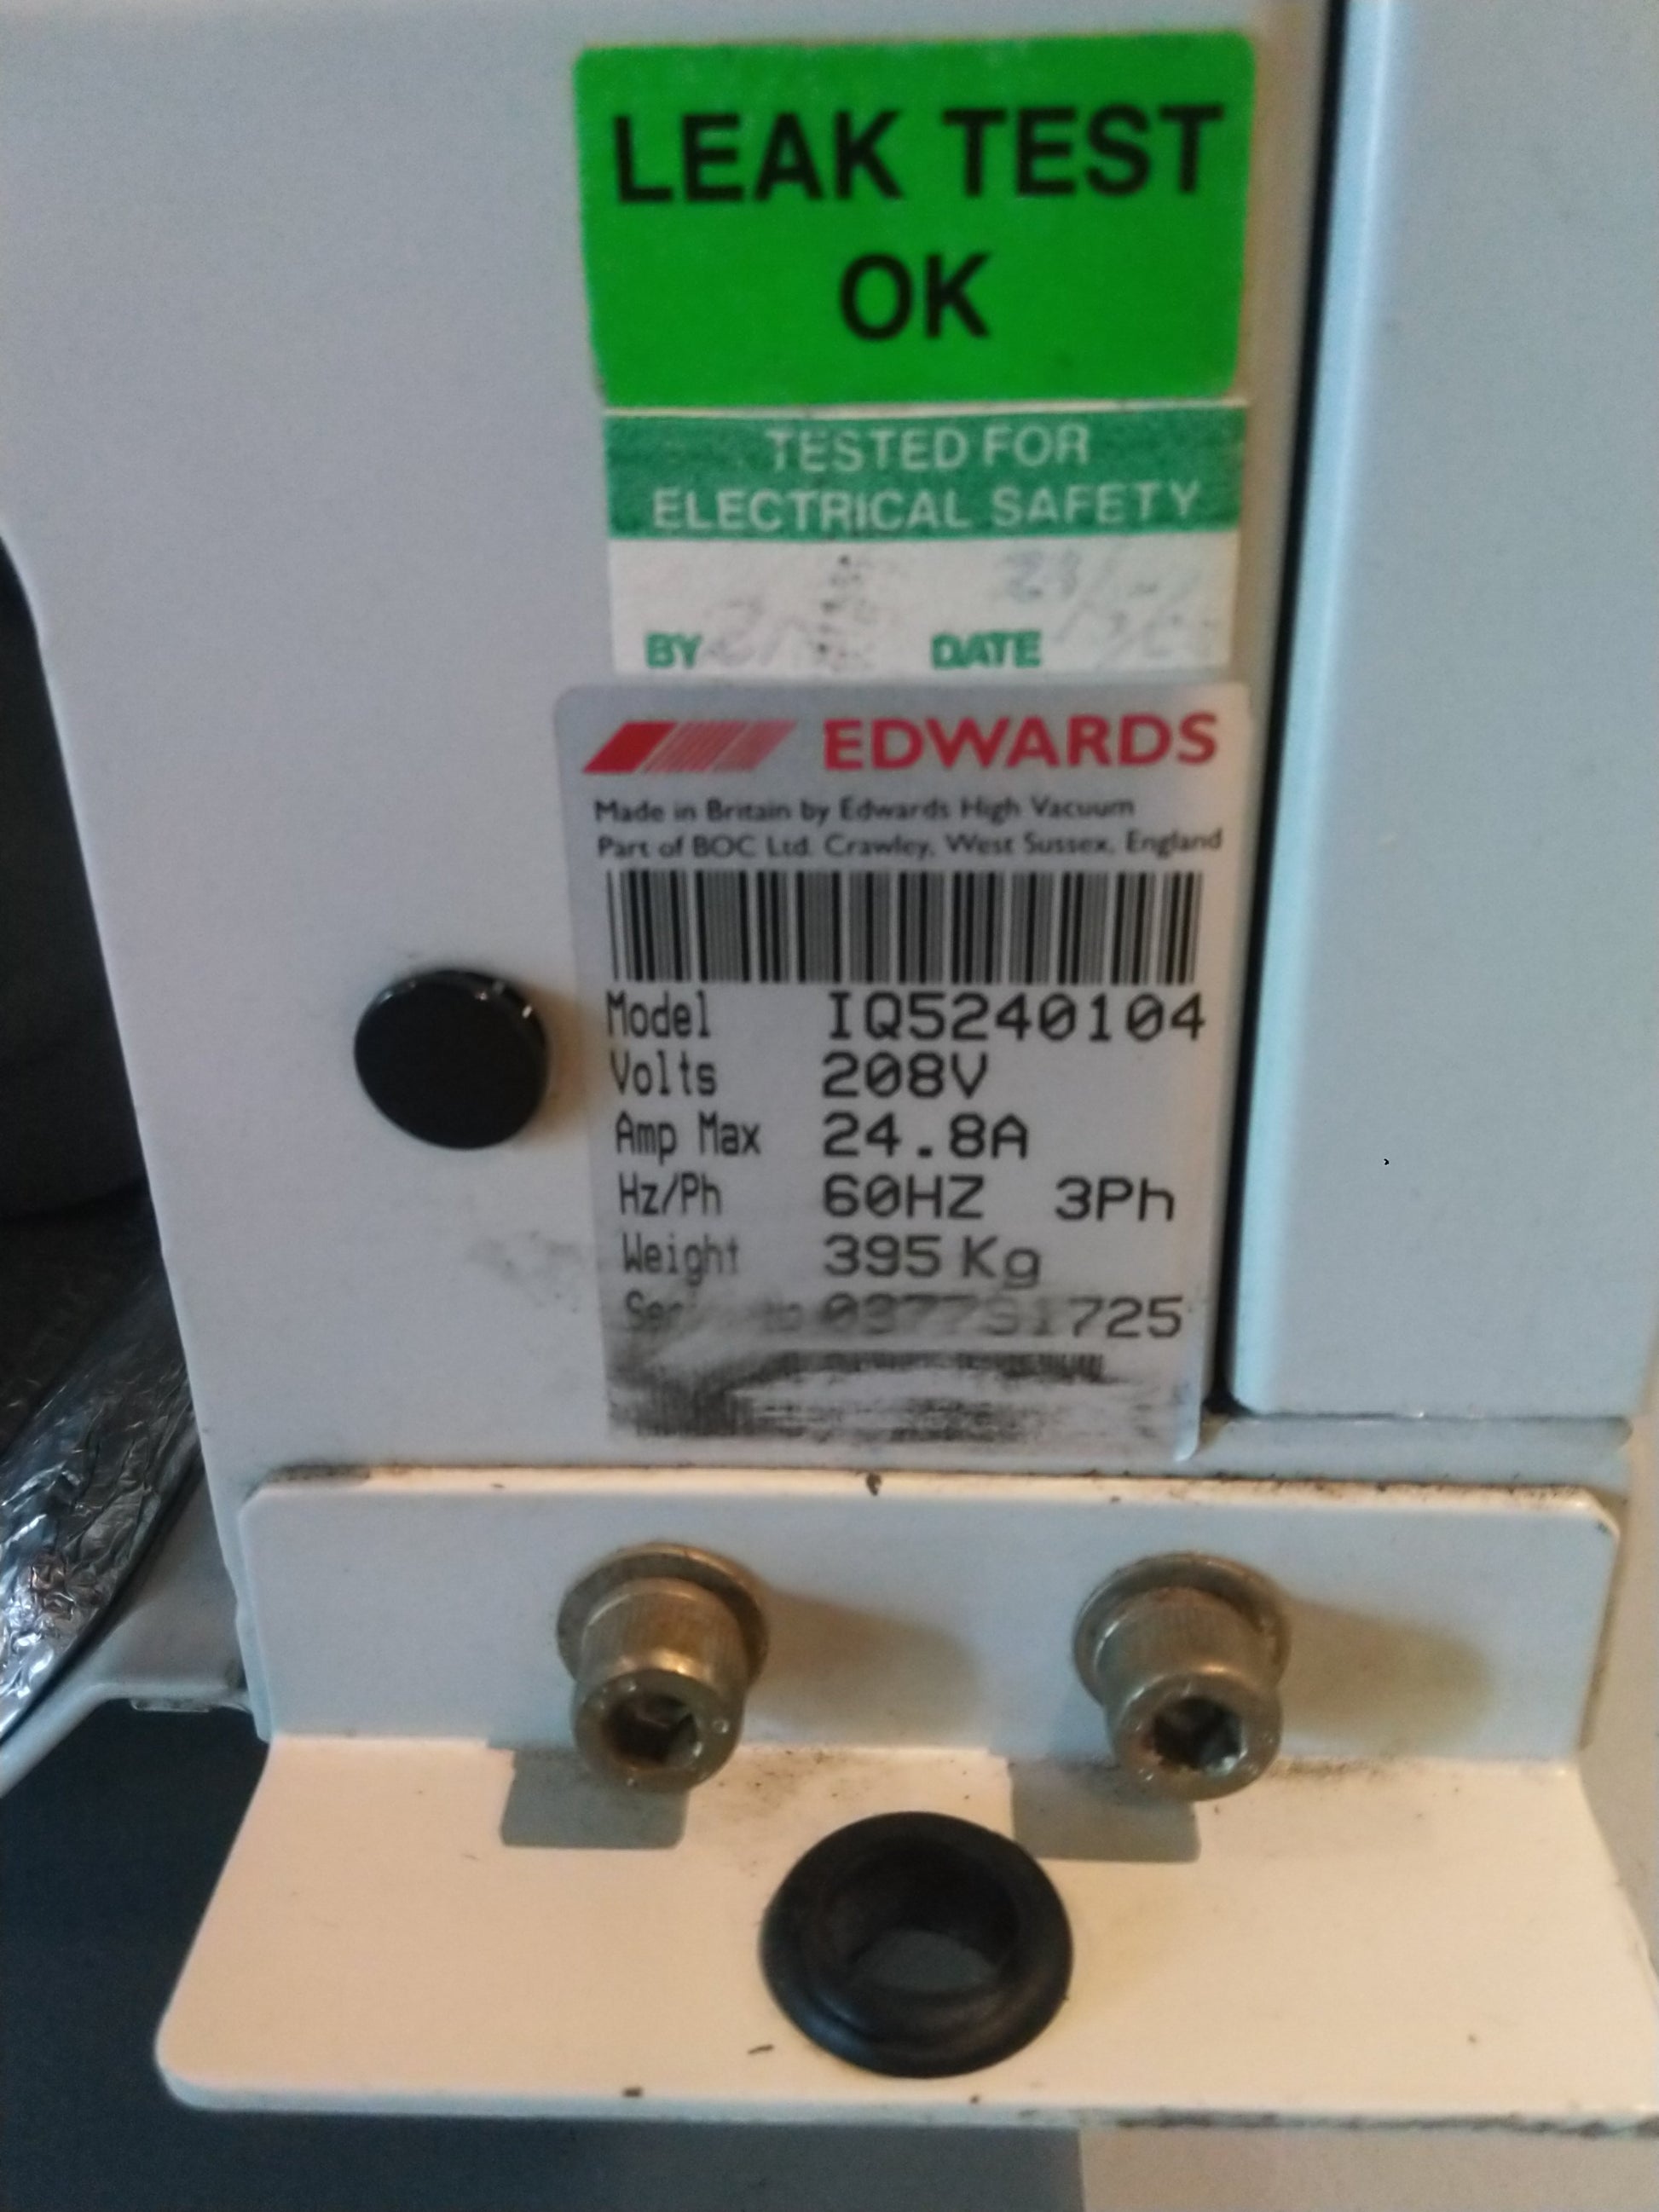 LEAK TEST
OK
TESTED FOR
ELECTRICAL SAFETY
BY DATE
EDWARDS
Made in Britain by Edwards High Vacuum
Part of BOC Ltd. Crawley, West Sussex, England
Model IQ5240104
Volts 208V
Amp Max 24.8A
Hz/Ph 60HZ 3Ph
Weight 395 Kg